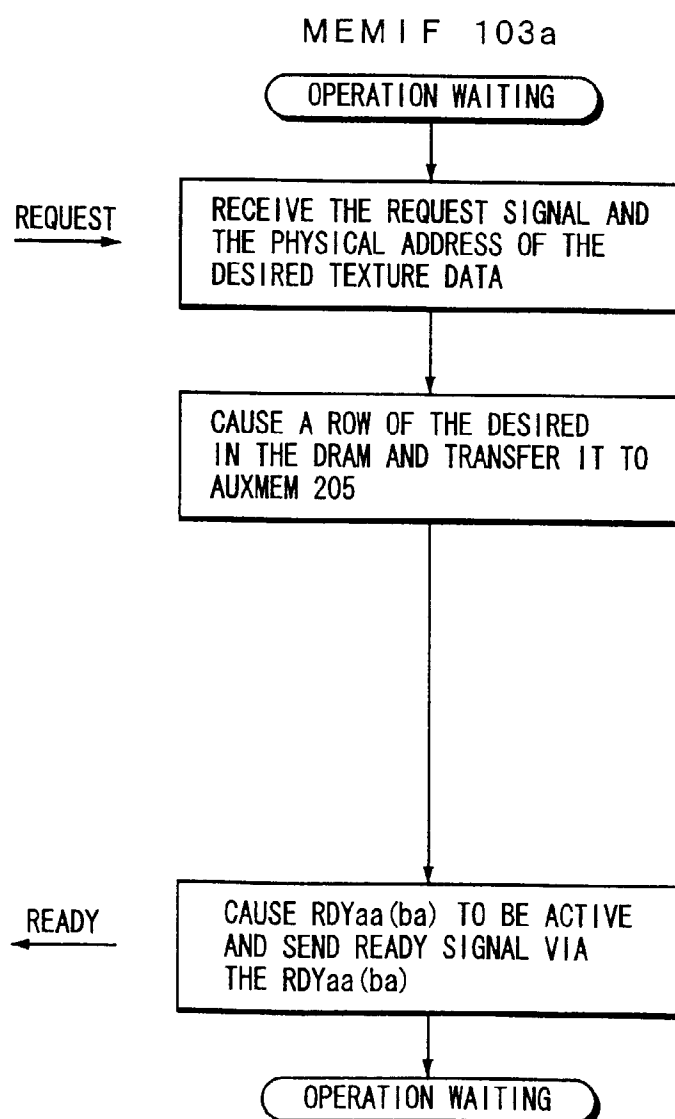 MEMIF 103a
OPERATION WAITING
REQUEST
RECEIVE THE REQUEST SIGNAL AND
THE PHYSICAL ADDRESS OF THE
DESIRED TEXTURE DATA
CAUSE A ROW OF THE DESIRED
IN THE DRAM AND TRANSFER IT TO
AUXMEM 205
READY
CAUSE RDYaa(ba) TO BE ACTIVE
AND SEND READY SIGNAL VIA
THE RDYaa(ba)
OPERATION WAITING